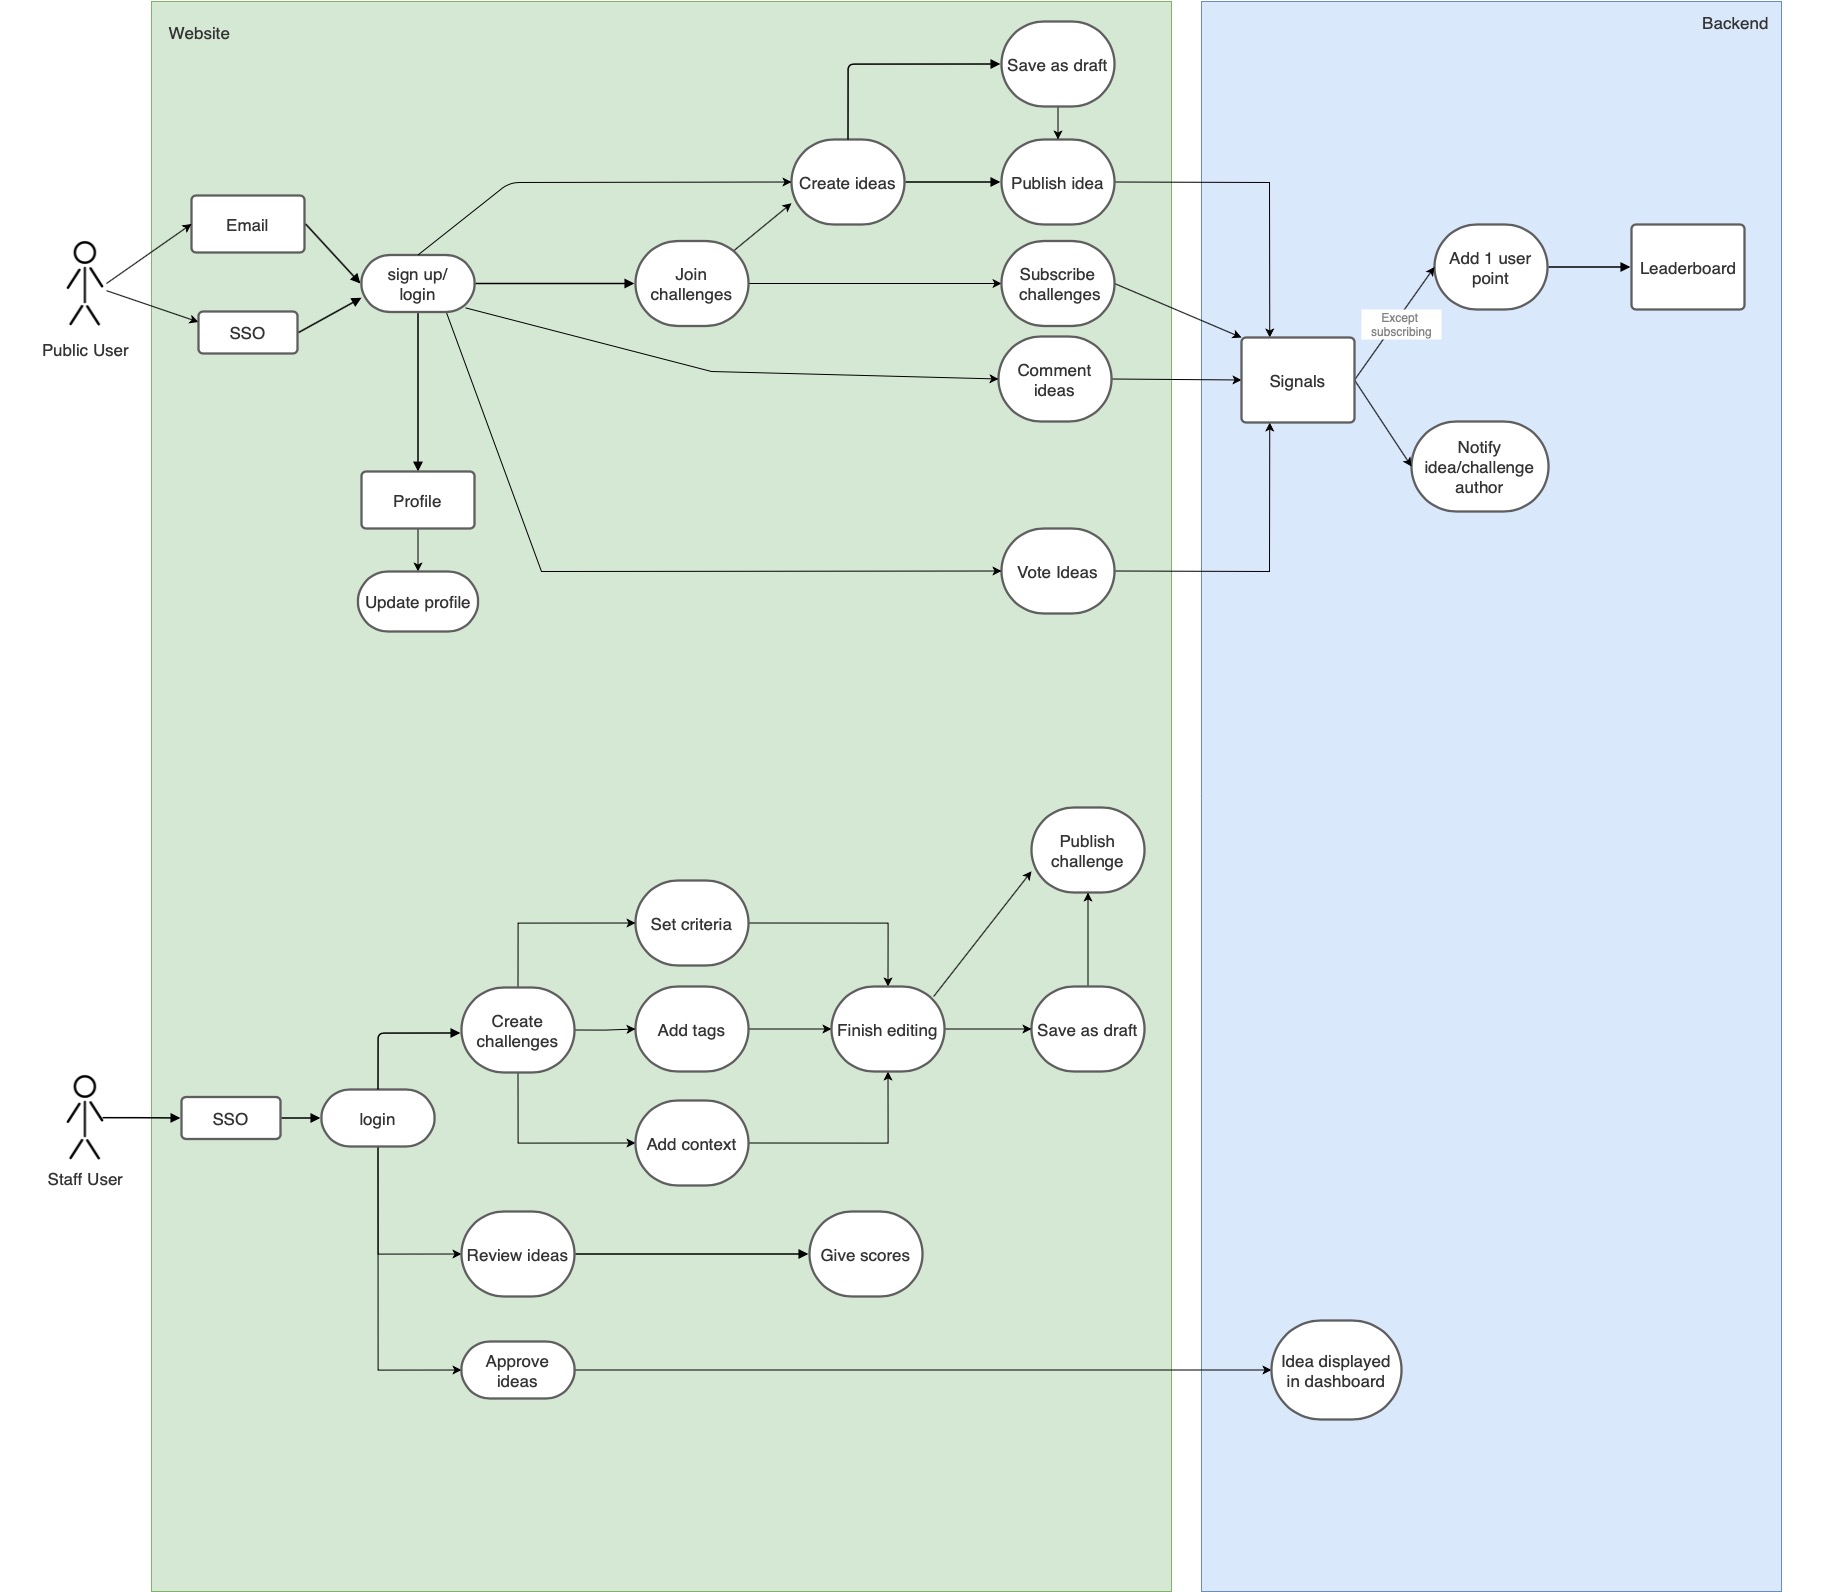 Website
Backend
Save as draft
Create ideas
Publish idea
Email
sign up/
login
Join
challenges
Subscribe
challenges
Add 1 user
point
Leaderboard
SSO
Public User
Except
subscribing
Comment
ideas
Signals
Notify
idea/challenge
author
Profile
Vote Ideas
Update profile
Publish
challenge
Set criteria
Create
challenges
Add tags
Finish editing
Save as draft
SSO
login
Add context
Staff User
Review ideas
Give scores
Approve
ideas
Idea displayed
in dashboard